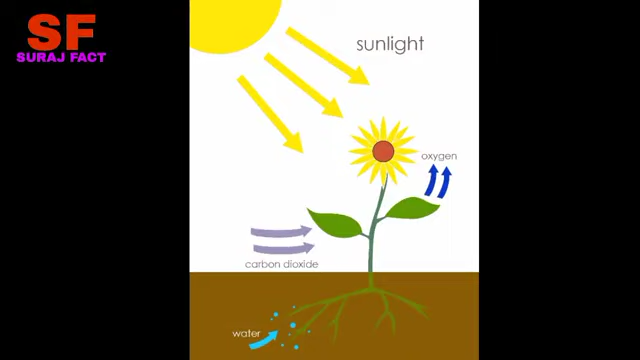 SF
SURAJ FACT
sunlight
oxygen
carbon dioxide
water